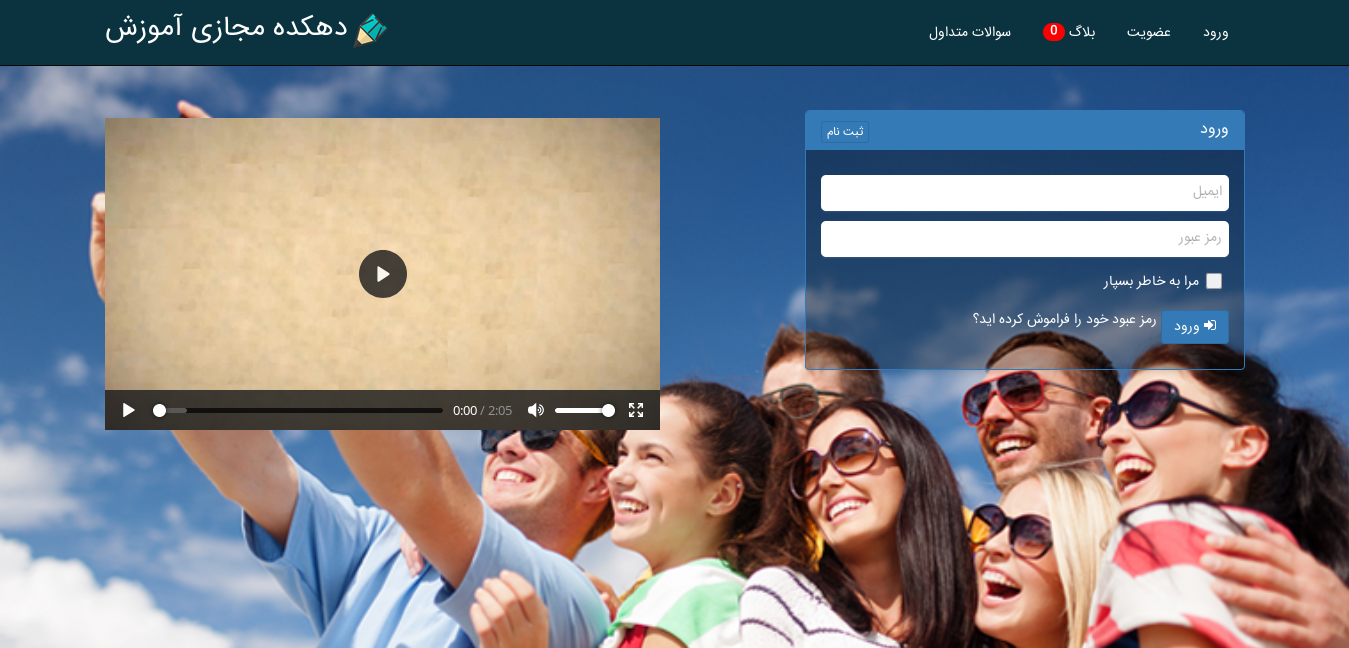 ورود
عضویت
بلاگ 0
سوالات متداول
دهکده مجازی آموزش
ورود
ثبت نام
ایمیل
رمز عبور
مرا به خاطر بسپار
ورود
رمز عبود خود را فراموش کرده اید؟
0:00 / 2:05